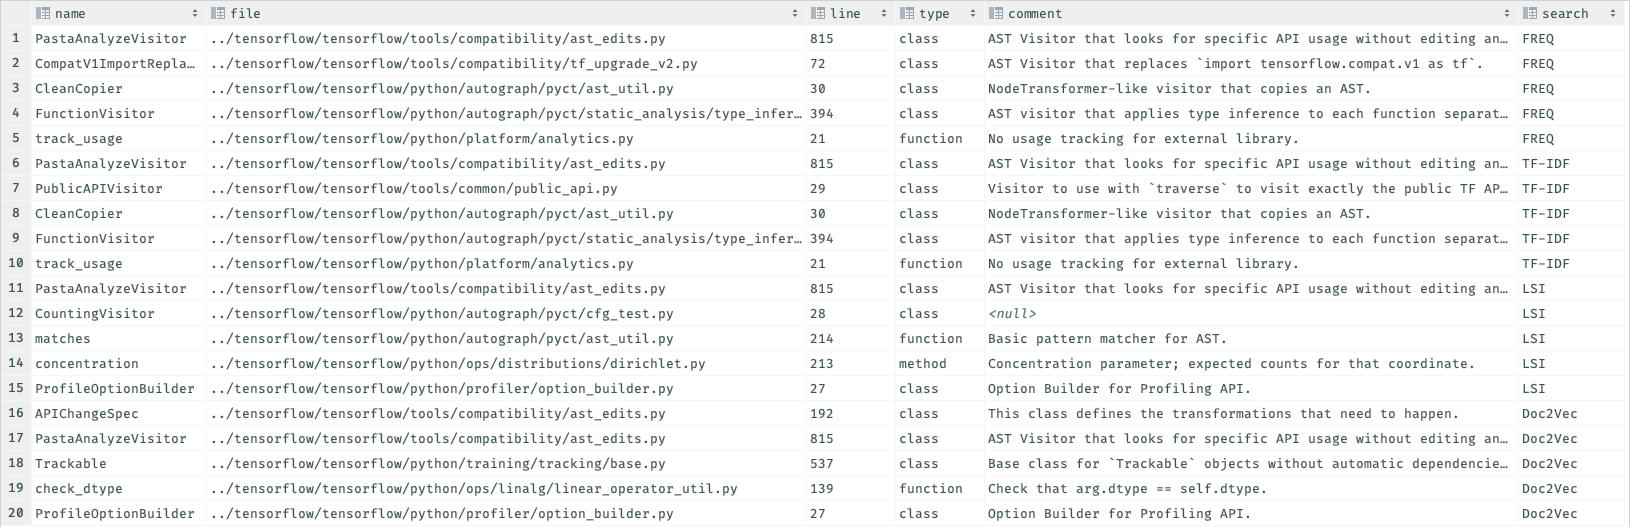 name file line type comment search
1 PastaAnalyzeVisitor ../tensorflow/tensorflow/tools/compatibility/ast_edits.py 815 class AST Visitor that looks for specific API usage without editing an… FREQ
2 CompatV1ImportRepla… ../tensorflow/tensorflow/tools/compatibility/tf_upgrade_v2.py 72 class AST Visitor that replaces `import tensorflow.compat.v1 as tf`. FREQ
3 CleanCopier ../tensorflow/tensorflow/python/autograph/pyct/ast_util.py 30 class NodeTransformer-like visitor that copies an AST. FREQ
4 FunctionVisitor ../tensorflow/tensorflow/python/autograph/pyct/static_analysis/type_infer… 394 class AST visitor that applies type inference to each function separat… FREQ
5 track_usage ../tensorflow/tensorflow/python/platform/analytics.py 21 function No usage tracking for external library. FREQ
6 PastaAnalyzeVisitor ../tensorflow/tensorflow/tools/compatibility/ast_edits.py 815 class AST Visitor that looks for specific API usage without editing an… TF-IDF
7 PublicAPIVisitor ../tensorflow/tensorflow/tools/common/public_api.py 29 class Visitor to use with `traverse` to visit exactly the public TF AP… TF-IDF
8 CleanCopier ../tensorflow/tensorflow/python/autograph/pyct/ast_util.py 30 class NodeTransformer-like visitor that copies an AST. TF-IDF
9 FunctionVisitor ../tensorflow/tensorflow/python/autograph/pyct/static_analysis/type_infer… 394 class AST visitor that applies type inference to each function separat… TF-IDF
10 track_usage ../tensorflow/tensorflow/python/platform/analytics.py 21 function No usage tracking for external library. TF-IDF
11 PastaAnalyzeVisitor ../tensorflow/tensorflow/tools/compatibility/ast_edits.py 815 class AST Visitor that looks for specific API usage without editing an… LSI
12 CountingVisitor ../tensorflow/tensorflow/python/autograph/pyct/cfg_test.py 28 class <null> LSI
13 matches ../tensorflow/tensorflow/python/autograph/pyct/ast_util.py 214 function Basic pattern matcher for AST. LSI
14 concentration ../tensorflow/tensorflow/python/ops/distributions/dirichlet.py 213 method Concentration parameter; expected counts for that coordinate. LSI
15 ProfileOptionBuilder ../tensorflow/tensorflow/python/profiler/option_builder.py 27 class Option Builder for Profiling API. LSI
16 APIChangeSpec ../tensorflow/tensorflow/tools/compatibility/ast_edits.py 192 class This class defines the transformations that need to happen. Doc2Vec
17 PastaAnalyzeVisitor ../tensorflow/tensorflow/tools/compatibility/ast_edits.py 815 class AST Visitor that looks for specific API usage without editing an… Doc2Vec
18 Trackable ../tensorflow/tensorflow/python/training/tracking/base.py 537 class Base class for `Trackable` objects without automatic dependencie… Doc2Vec
19 check_dtype ../tensorflow/tensorflow/python/ops/linalg/linear_operator_util.py 139 function Check that arg.dtype == self.dtype. Doc2Vec
20 ProfileOptionBuilder ../tensorflow/tensorflow/python/profiler/option_builder.py 27 class Option Builder for Profiling API. Doc2Vec